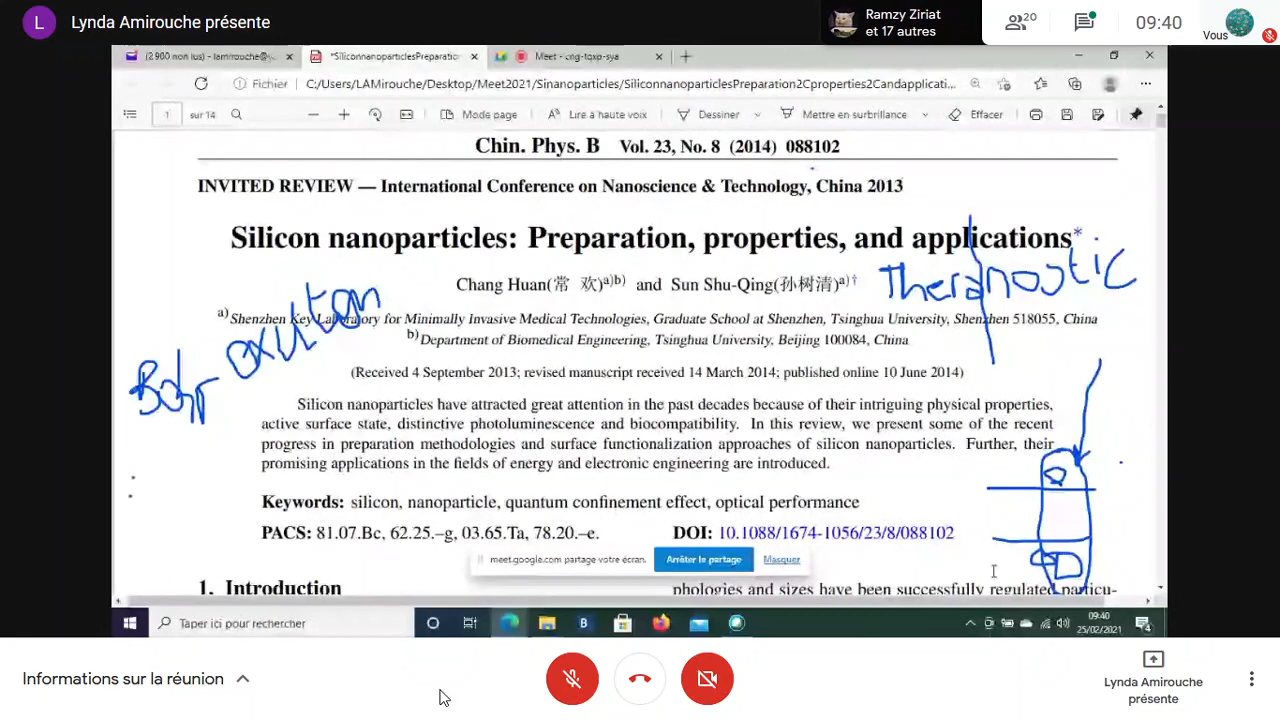 L Lynda Amirouche présente
Ramzy Ziriat
et 17 autres
20
09:40
Vous
(2 900 non lus) - lamirouche@
*SiliconnanoparticlesPreparation
Meet - cng-tqxp-sya
Fichier
C:/Users/LAMirouche/Desktop/Meet2021/Sinanoparticles/SiliconnanoparticlesPreparation2Cproperties2Candapplicati...
1 sur 14
Mode page
Lire à haute voix
Dessiner
Mettre en surbrillance
Effacer
Chin. Phys. B Vol. 23, No. 8 (2014) 088102
INVITED REVIEW — International Conference on Nanoscience & Technology, China 2013
Silicon nanoparticles: Preparation, properties, and applications*
Chang Huan(常 欢)a)b) and Sun Shu-Qing(孙树清)a)†
Theranostic
a)Shenzhen Key Laboratory for Minimally Invasive Medical Technologies, Graduate School at Shenzhen, Tsinghua University, Shenzhen 518055, China
b)Department of Biomedical Engineering, Tsinghua University, Beijing 100084, China
Bohr exciton
(Received 4 September 2013; revised manuscript received 14 March 2014; published online 10 June 2014)
Silicon nanoparticles have attracted great attention in the past decades because of their intriguing physical properties,
active surface state, distinctive photoluminescence and biocompatibility. In this review, we present some of the recent
progress in preparation methodologies and surface functionalization approaches of silicon nanoparticles. Further, their
promising applications in the fields of energy and electronic engineering are introduced.
Keywords: silicon, nanoparticle, quantum confinement effect, optical performance
PACS: 81.07.Bc, 62.25.–g, 03.65.Ta, 78.20.–e.
DOI: 10.1088/1674-1056/23/8/088102
meet.google.com partage votre écran.
Arrêter le partage
Masquer
1. Introduction
phologies and sizes have been successfully regulated particu-
Taper ici pour rechercher
B
09:40
25/02/2021
4
Informations sur la réunion
Lynda Amirouche
présente